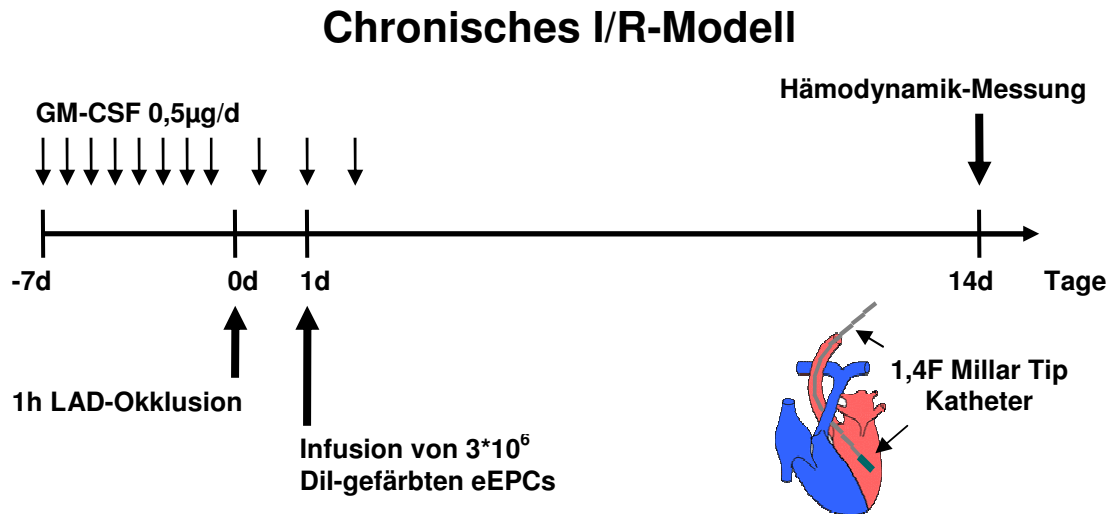 Chronisches I/R-Modell
GM-CSF 0,5µg/d
Hämodynamik-Messung
-7d
0d
1d
14d
Tage
1h LAD-Okklusion
Infusion von 3*10⁶
DiI-gefärbten eEPCs
1,4F Millar Tip
Katheter